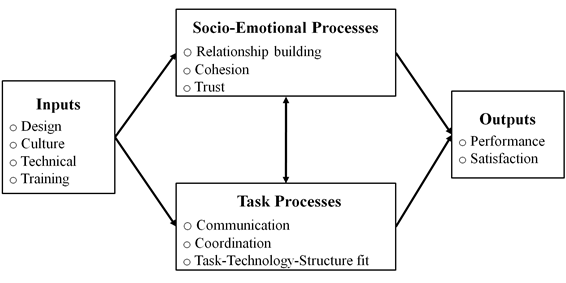 Socio-Emotional Processes
○ Relationship building
○ Cohesion
○ Trust
Inputs
○ Design
○ Culture
○ Technical
○ Training
Outputs
○ Performance
○ Satisfaction
Task Processes
○ Communication
○ Coordination
○ Task-Technology-Structure fit